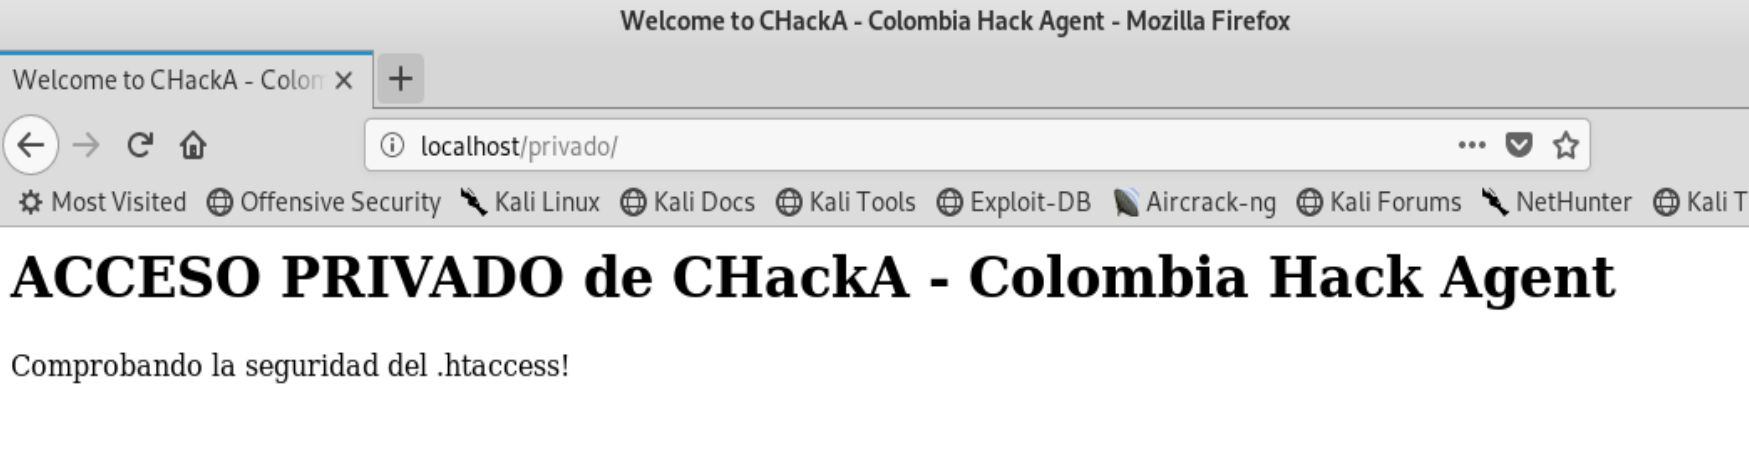 Welcome to CHackA - Colombia Hack Agent - Mozilla Firefox
Welcome to CHackA - Colom
localhost/privado/
Most Visited Offensive Security Kali Linux Kali Docs Kali Tools Exploit-DB Aircrack-ng Kali Forums NetHunter Kali T
ACCESO PRIVADO de CHackA - Colombia Hack Agent
Comprobando la seguridad del .htaccess!